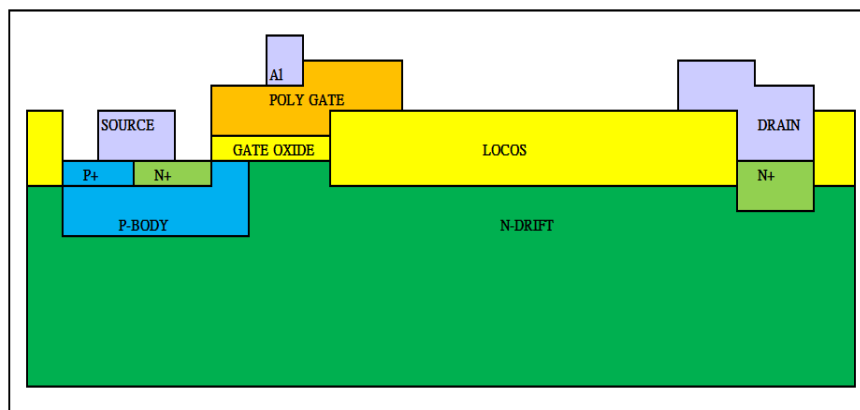 Al
POLY GATE
SOURCE
DRAIN
GATE OXIDE
LOCOS
P+
N+
N+
P-BODY
N-DRIFT